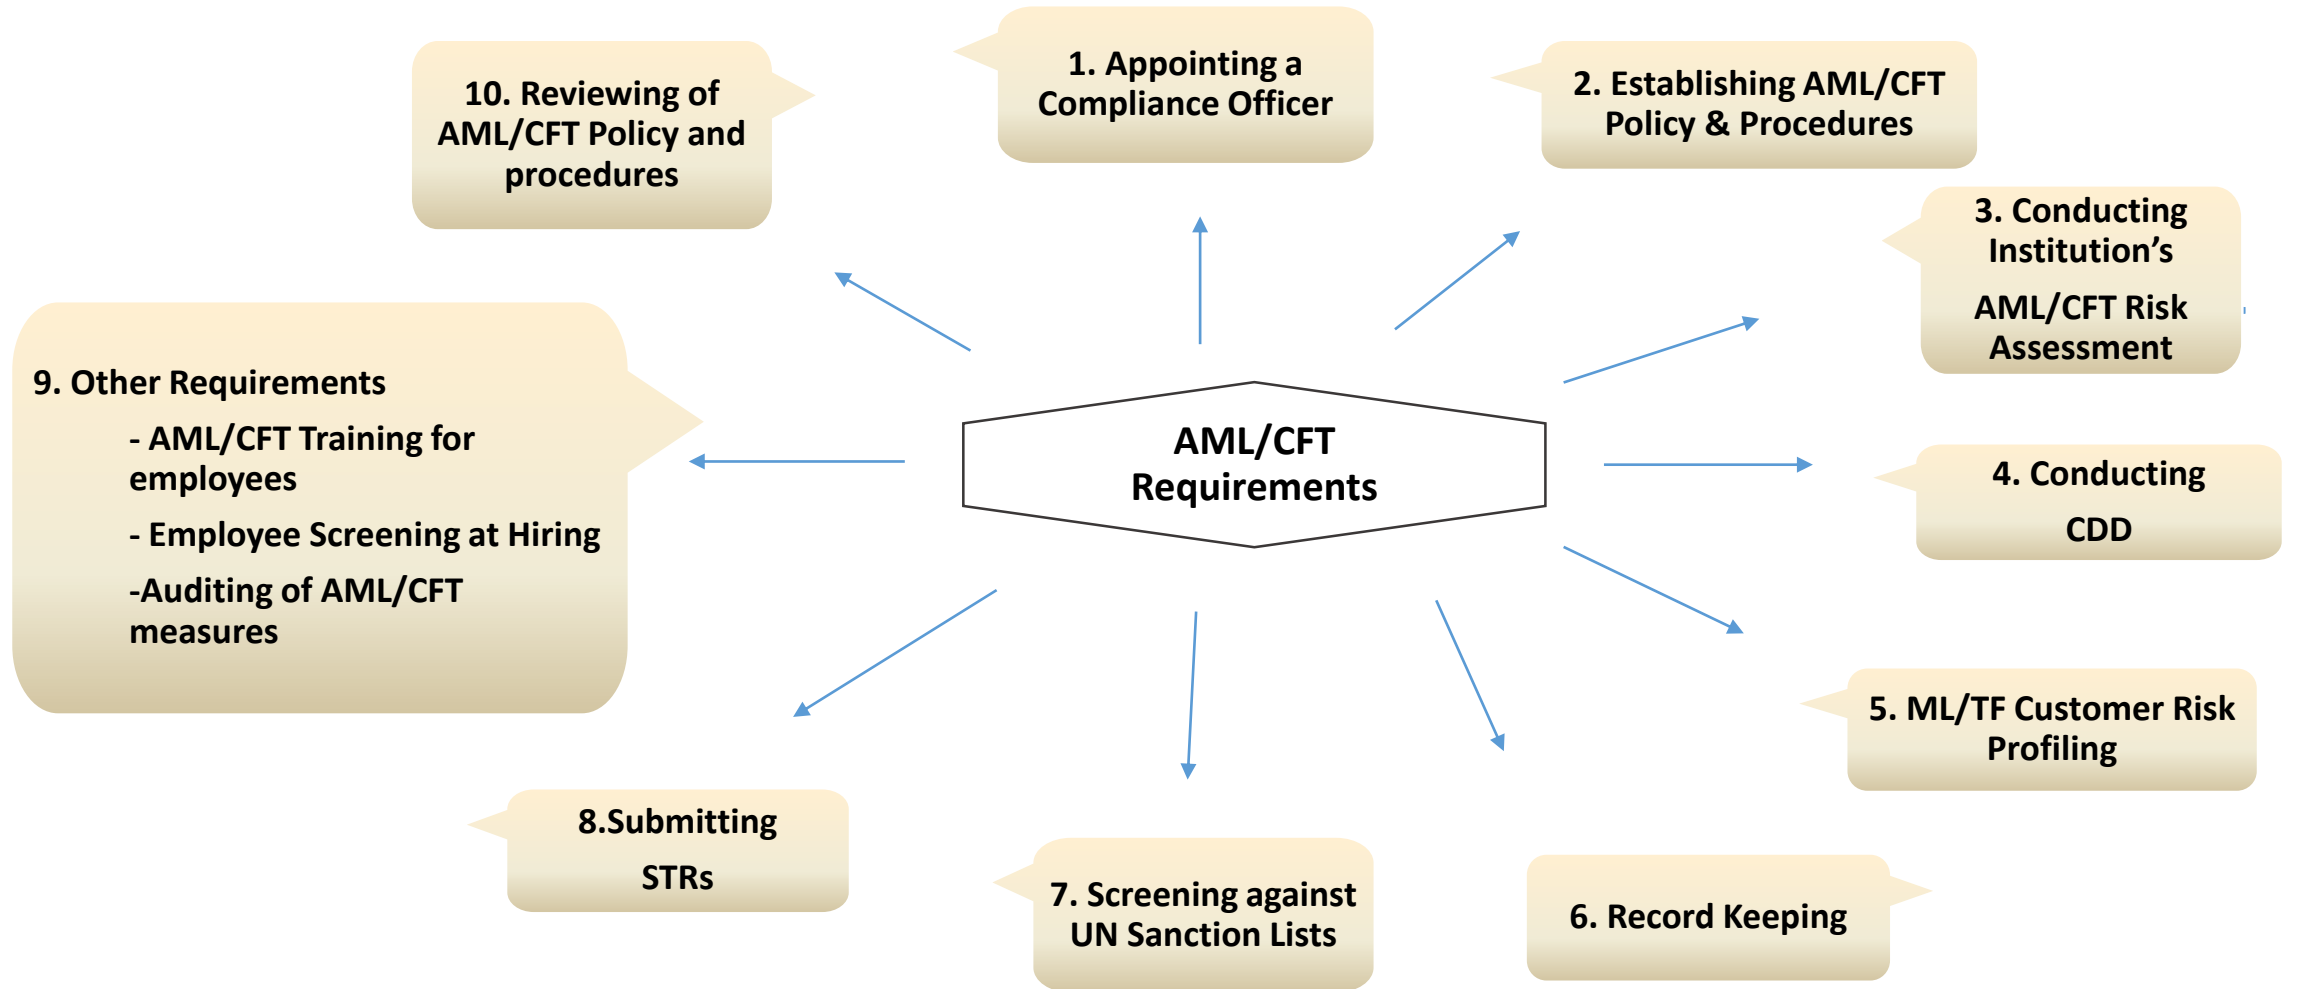 1. Appointing a
Compliance Officer
2. Establishing AML/CFT
Policy & Procedures
3. Conducting
Institution’s
AML/CFT Risk
Assessment
4. Conducting
CDD
5. ML/TF Customer Risk
Profiling
6. Record Keeping
7. Screening against
UN Sanction Lists
8.Submitting
STRs
9. Other Requirements
- AML/CFT Training for
employees
- Employee Screening at Hiring
-Auditing of AML/CFT
measures
10. Reviewing of
AML/CFT Policy and
procedures
AML/CFT
Requirements